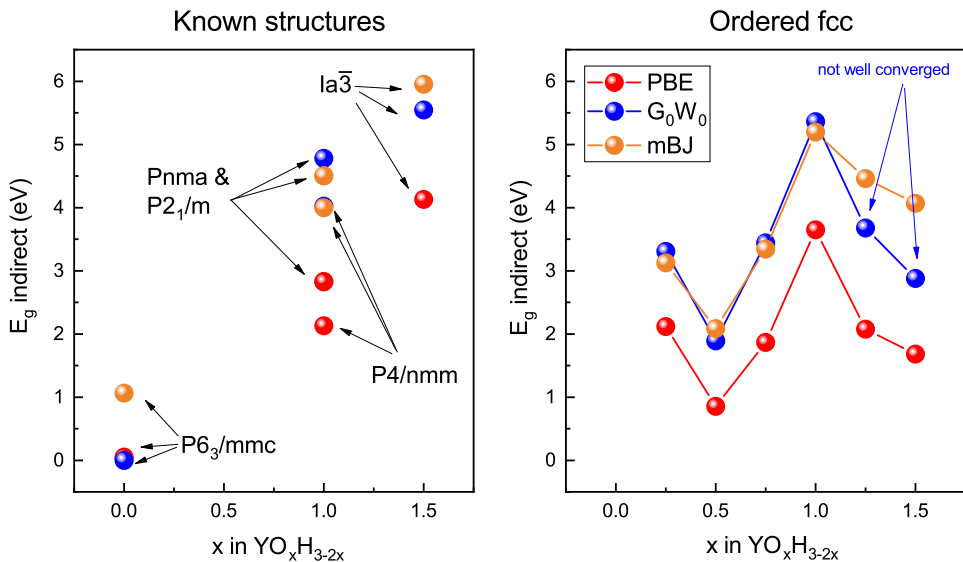 Known structures
Ordered fcc
E_g indirect (eV)
6
5
4
3
2
1
0
Ia3̅
Pnma &
P2₁/m
P4/nmm
P6₃/mmc
0.0
0.5
1.0
1.5
x in YOₓH₃₋₂ₓ
E_g indirect (eV)
6
5
4
3
2
1
0
PBE
G₀W₀
mBJ
not well converged
0.0
0.5
1.0
1.5
x in YOₓH₃₋₂ₓ